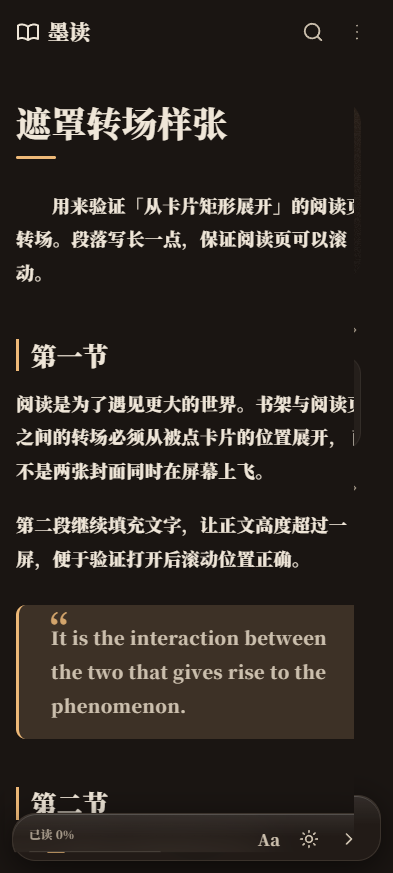 墨读
遮罩转场样张
用来验证「从卡片矩形展开」的阅读页
转场。段落写长一点，保证阅读页可以滚
动。
第一节
阅读是为了遇见更大的世界。书架与阅读页
之间的转场必须从被点卡片的位置展开，
不是两张封面同时在屏幕上飞。
第二段继续填充文字，让正文高度超过一
屏，便于验证打开后滚动位置正确。
“
It is the interaction between
the two that gives rise to the
phenomenon.
第二节
已读 0%
Aa